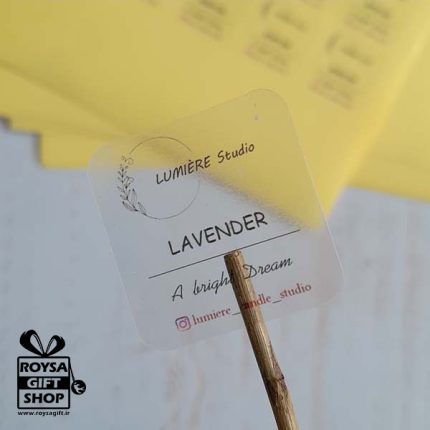 LUMIÈRE Studio
LAVENDER
A bright Dream
lumiere_candle_studio
ROYSA
GIFT
SHOP
www.roysagift.ir